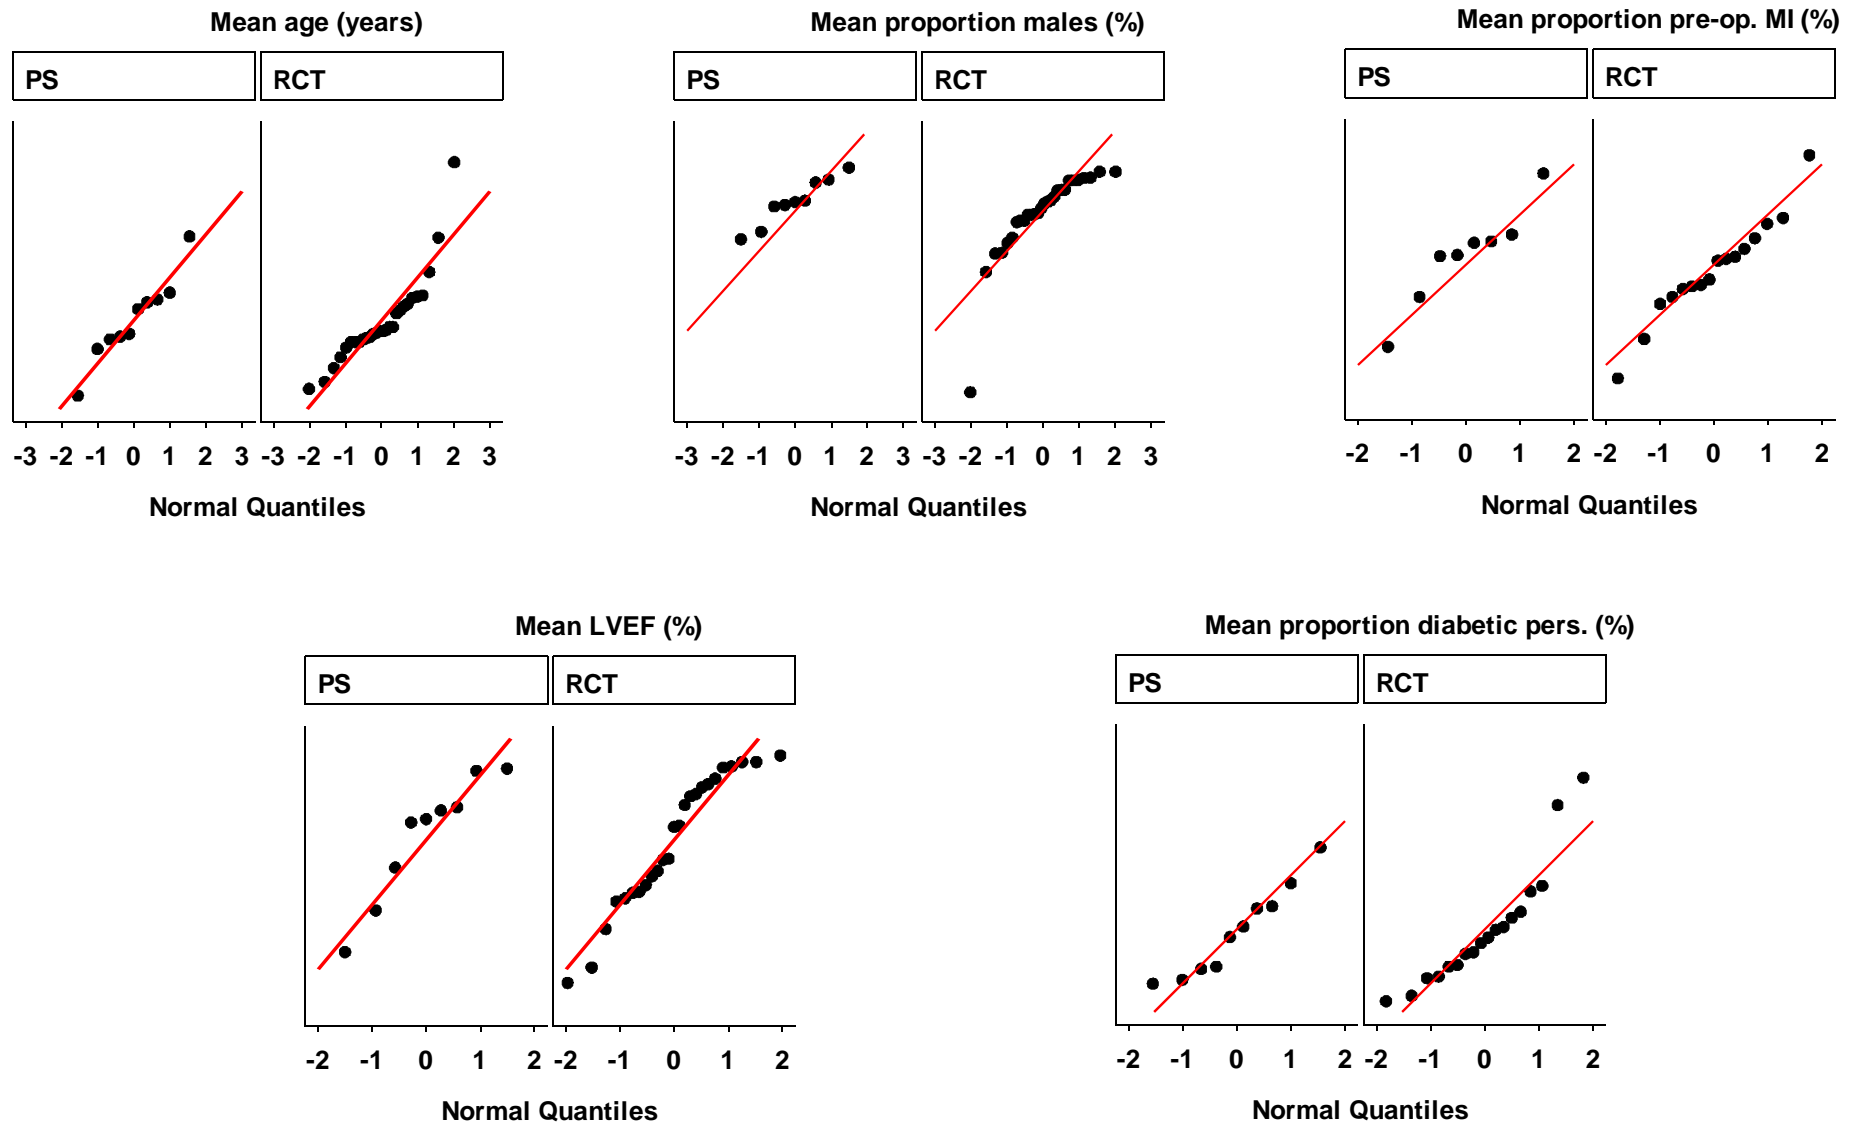 Mean age (years)
PS
RCT
-3 -2 -1 0 1 2 3
-2 -1 0 1 2 3
Normal Quantiles
Mean proportion males (%)
PS
RCT
-3 -2 -1 0 1 2 3
-3 -2 -1 0 1 2 3
Normal Quantiles
Mean proportion pre-op. MI (%)
PS
RCT
-2 -1 0 1 2
-2 -1 0 1 2
Normal Quantiles
Mean LVEF (%)
PS
RCT
-2 -1 0 1 2
-2 -1 0 1 2
Normal Quantiles
Mean proportion diabetic pers. (%)
PS
RCT
-2 -1 0 1 2
-2 -1 0 1 2
Normal Quantiles